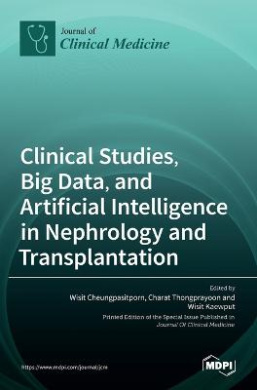 Journal of
Clinical Medicine
Clinical Studies,
Big Data, and
Artificial Intelligence
in Nephrology and
Transplantation
Edited by
Wisit Cheungpasitporn, Charat Thongprayoon and
Wisit Kaewput
Printed Edition of the Special Issue Published in
Journal Of Clinical Medicine
https://www.mdpi.com/journal/jcm
MDPI